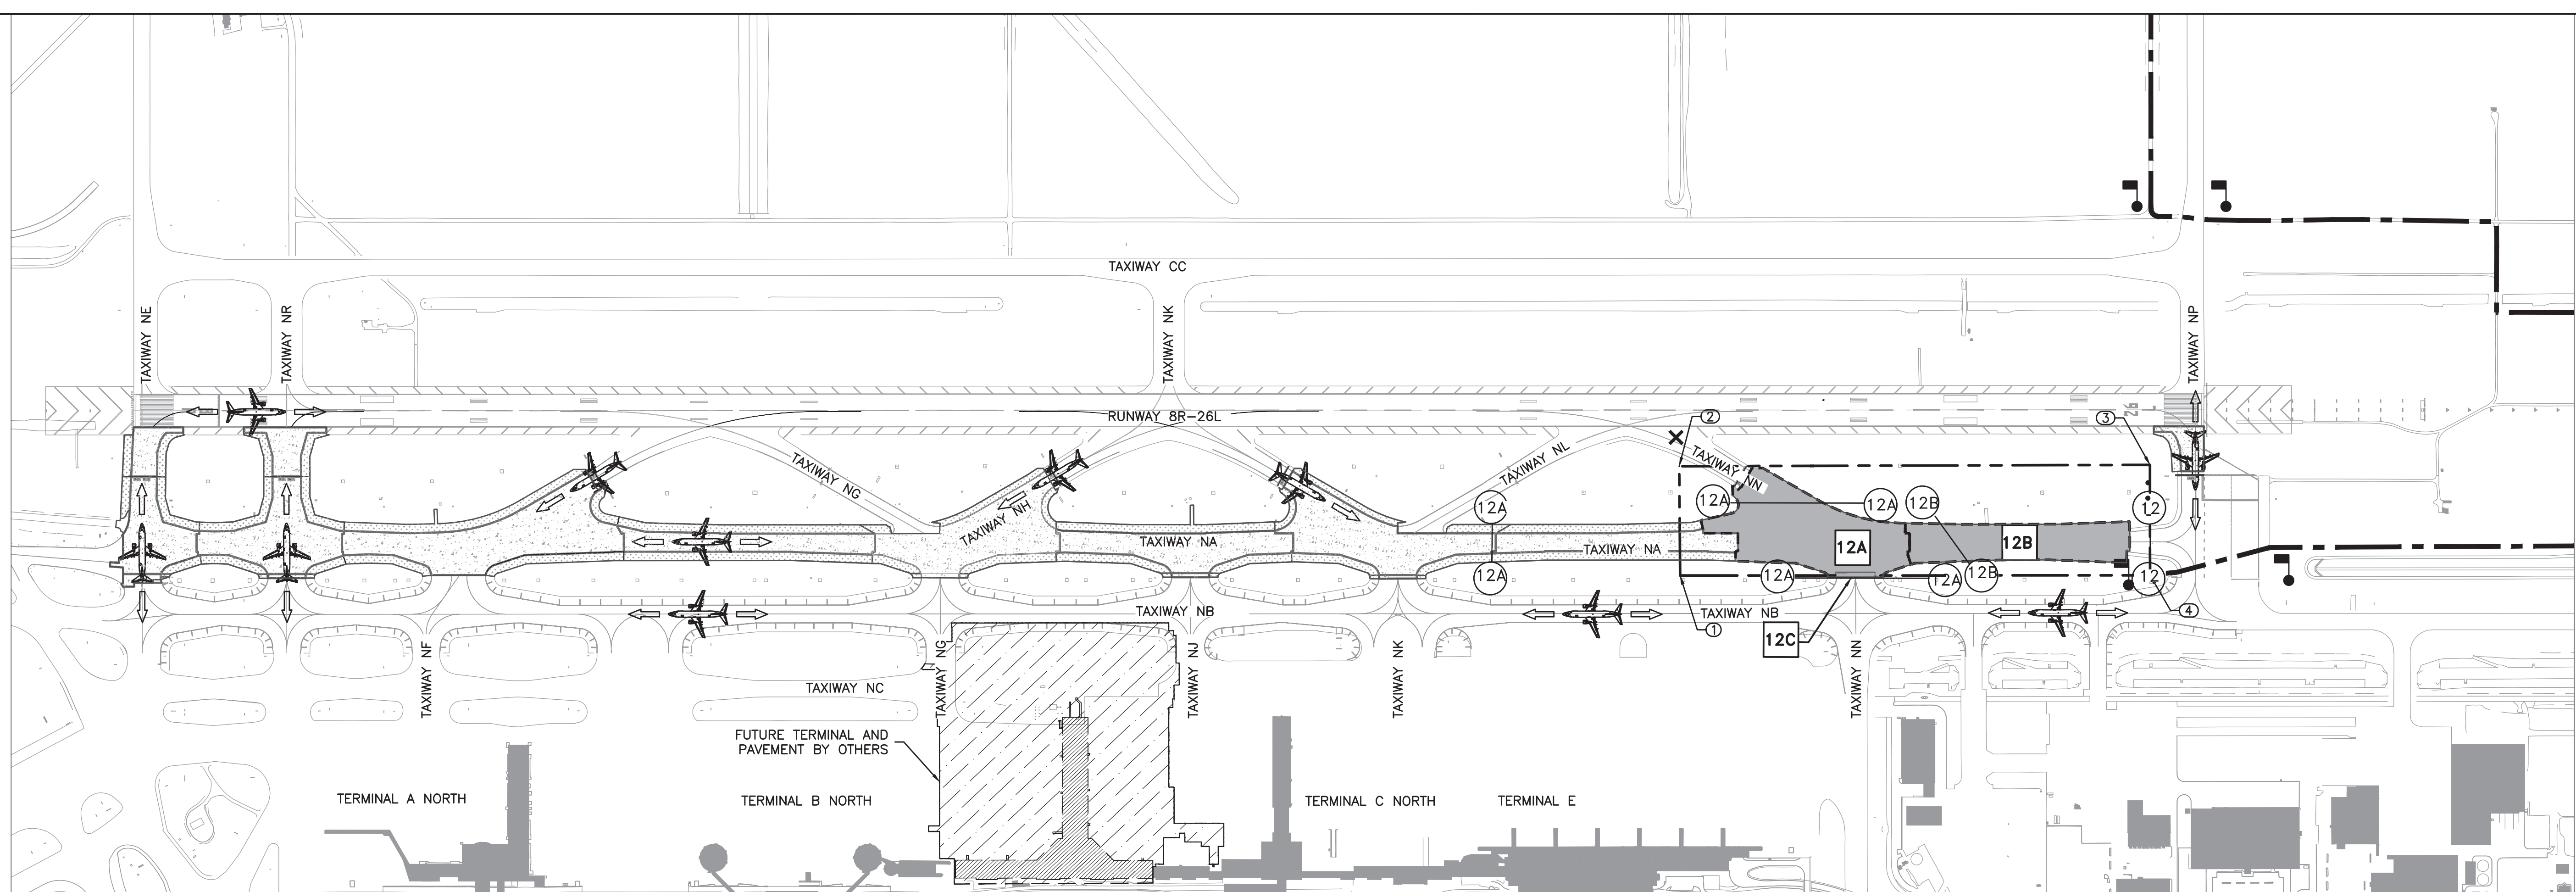 TAXIWAY CC
TAXIWAY NE
TAXIWAY NR
TAXIWAY NK
TAXIWAY NP
RUNWAY 8R-26L
26
2
3
TAXIWAY NG
TAXIWAY NH
TAXIWAY NL
TAXIWAY NN
12A
12A
12A
12B
12
TAXIWAY NA
TAXIWAY NA
12A
12B
12A
12A
12A
12B
12
TAXIWAY NB
TAXIWAY NB
4
1
12C
TAXIWAY NF
TAXIWAY NG
TAXIWAY NJ
TAXIWAY NK
TAXIWAY NN
TAXIWAY NC
FUTURE TERMINAL AND
PAVEMENT BY OTHERS
TERMINAL A NORTH
TERMINAL B NORTH
TERMINAL C NORTH
TERMINAL E